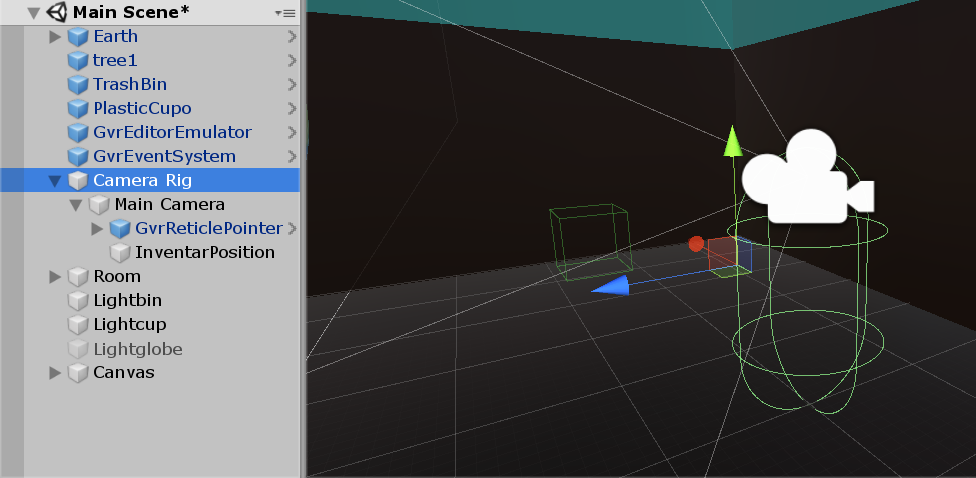 Main Scene*
Earth
tree1
TrashBin
PlasticCupo
GvrEditorEmulator
GvrEventSystem
Camera Rig
Main Camera
GvrReticlePointer
InventarPosition
Room
Lightbin
Lightcup
Lightglobe
Canvas